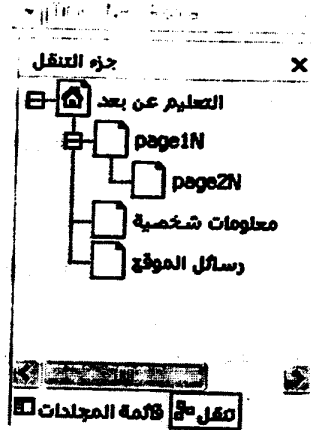 جزء التنقل
التعليم عن بعد
page1N
page2N
معلومات شخصية
رسائل الموقع
تنقل قائمة المجلدات